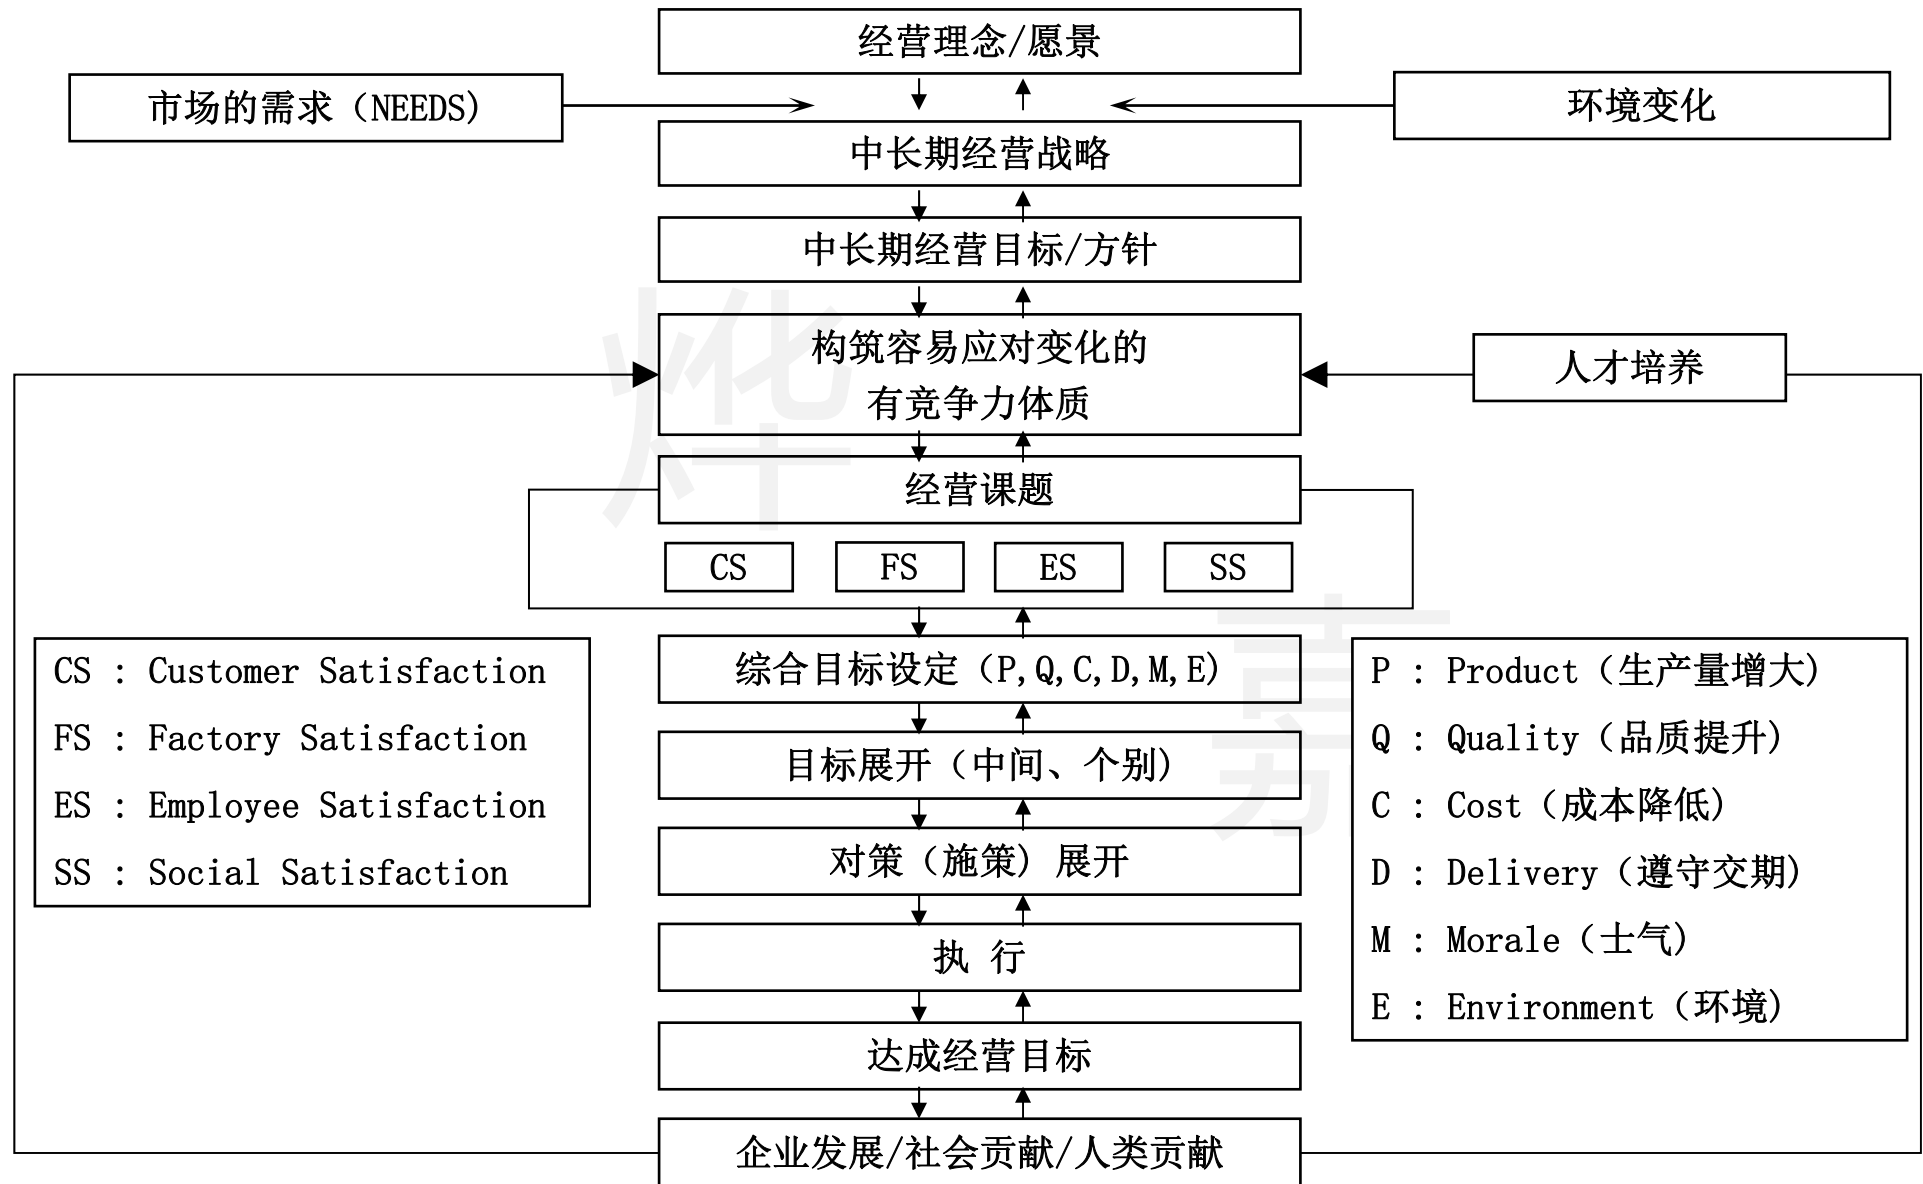 经营理念/愿景
市场的需求（NEEDS）
环境变化
中长期经营战略
中长期经营目标/方针
构筑容易应对变化的
有竞争力体质
人才培养
经营课题
CS
FS
ES
SS
综合目标设定（P,Q,C,D,M,E）
目标展开（中间、个别）
对策（施策）展开
执 行
达成经营目标
企业发展/社会贡献/人类贡献
CS : Customer Satisfaction
FS : Factory Satisfaction
ES : Employee Satisfaction
SS : Social Satisfaction
P : Product（生产量增大）
Q : Quality（品质提升）
C : Cost（成本降低）
D : Delivery（遵守交期）
M : Morale（士气）
E : Environment（环境）
烨
嘉